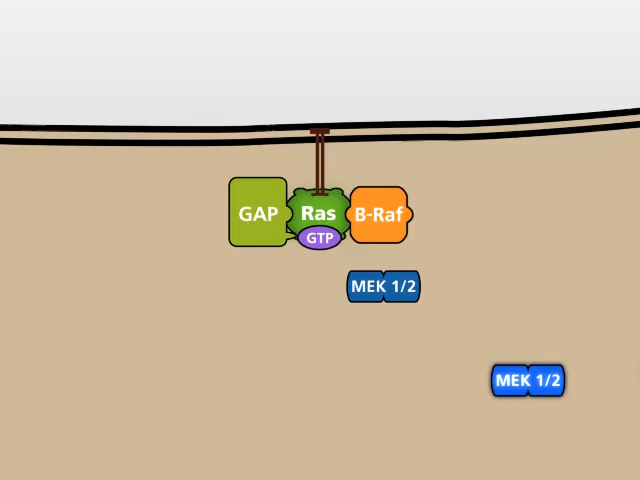 GAP
Ras
B-Raf
GTP
MEK 1/2
MEK 1/2